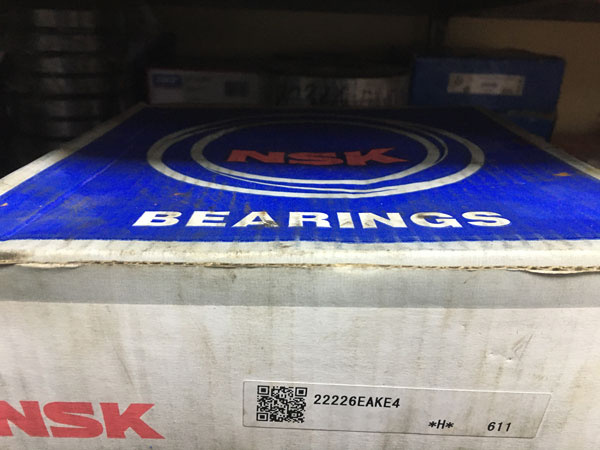 NSK
BEARINGS
NSK
22226EAKE4
*H* 611